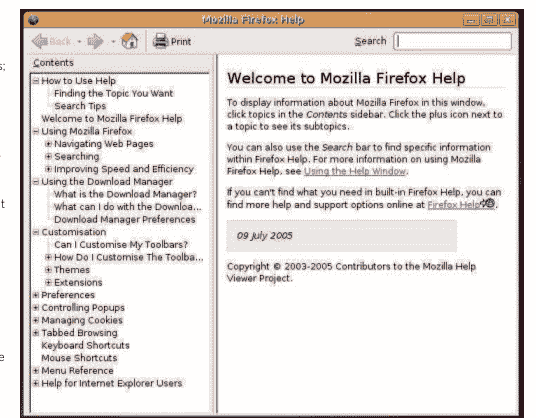 Mozilla Firefox Help
Back
Print
Search
Contents
How to Use Help
Finding the Topic You Want
Search Tips
Welcome to Mozilla Firefox Help
Using Mozilla Firefox
Navigating Web Pages
Searching
Improving Speed and Efficiency
Using the Download Manager
What is the Download Manager?
What can I do with the Downloa...
Download Manager Preferences
Customisation
Can I Customise My Toolbars?
How Do I Customise The Toolba...
Themes
Extensions
Preferences
Controlling Popups
Managing Cookies
Tabbed Browsing
Keyboard Shortcuts
Mouse Shortcuts
Menu Reference
Help for Internet Explorer Users
Welcome to Mozilla Firefox Help
To display information about Mozilla Firefox in this window,
click topics in the Contents sidebar. Click the plus icon next to
a topic to see its subtopics.
You can also use the Search bar to find specific information
within Firefox Help. For more information on using Mozilla
Firefox Help, see Using the Help Window.
If you can't find what you need in built-in Firefox Help, you can
find more help and support options online at Firefox Help.
09 July 2005
Copyright © 2003-2005 Contributors to the Mozilla Help
Viewer Project.